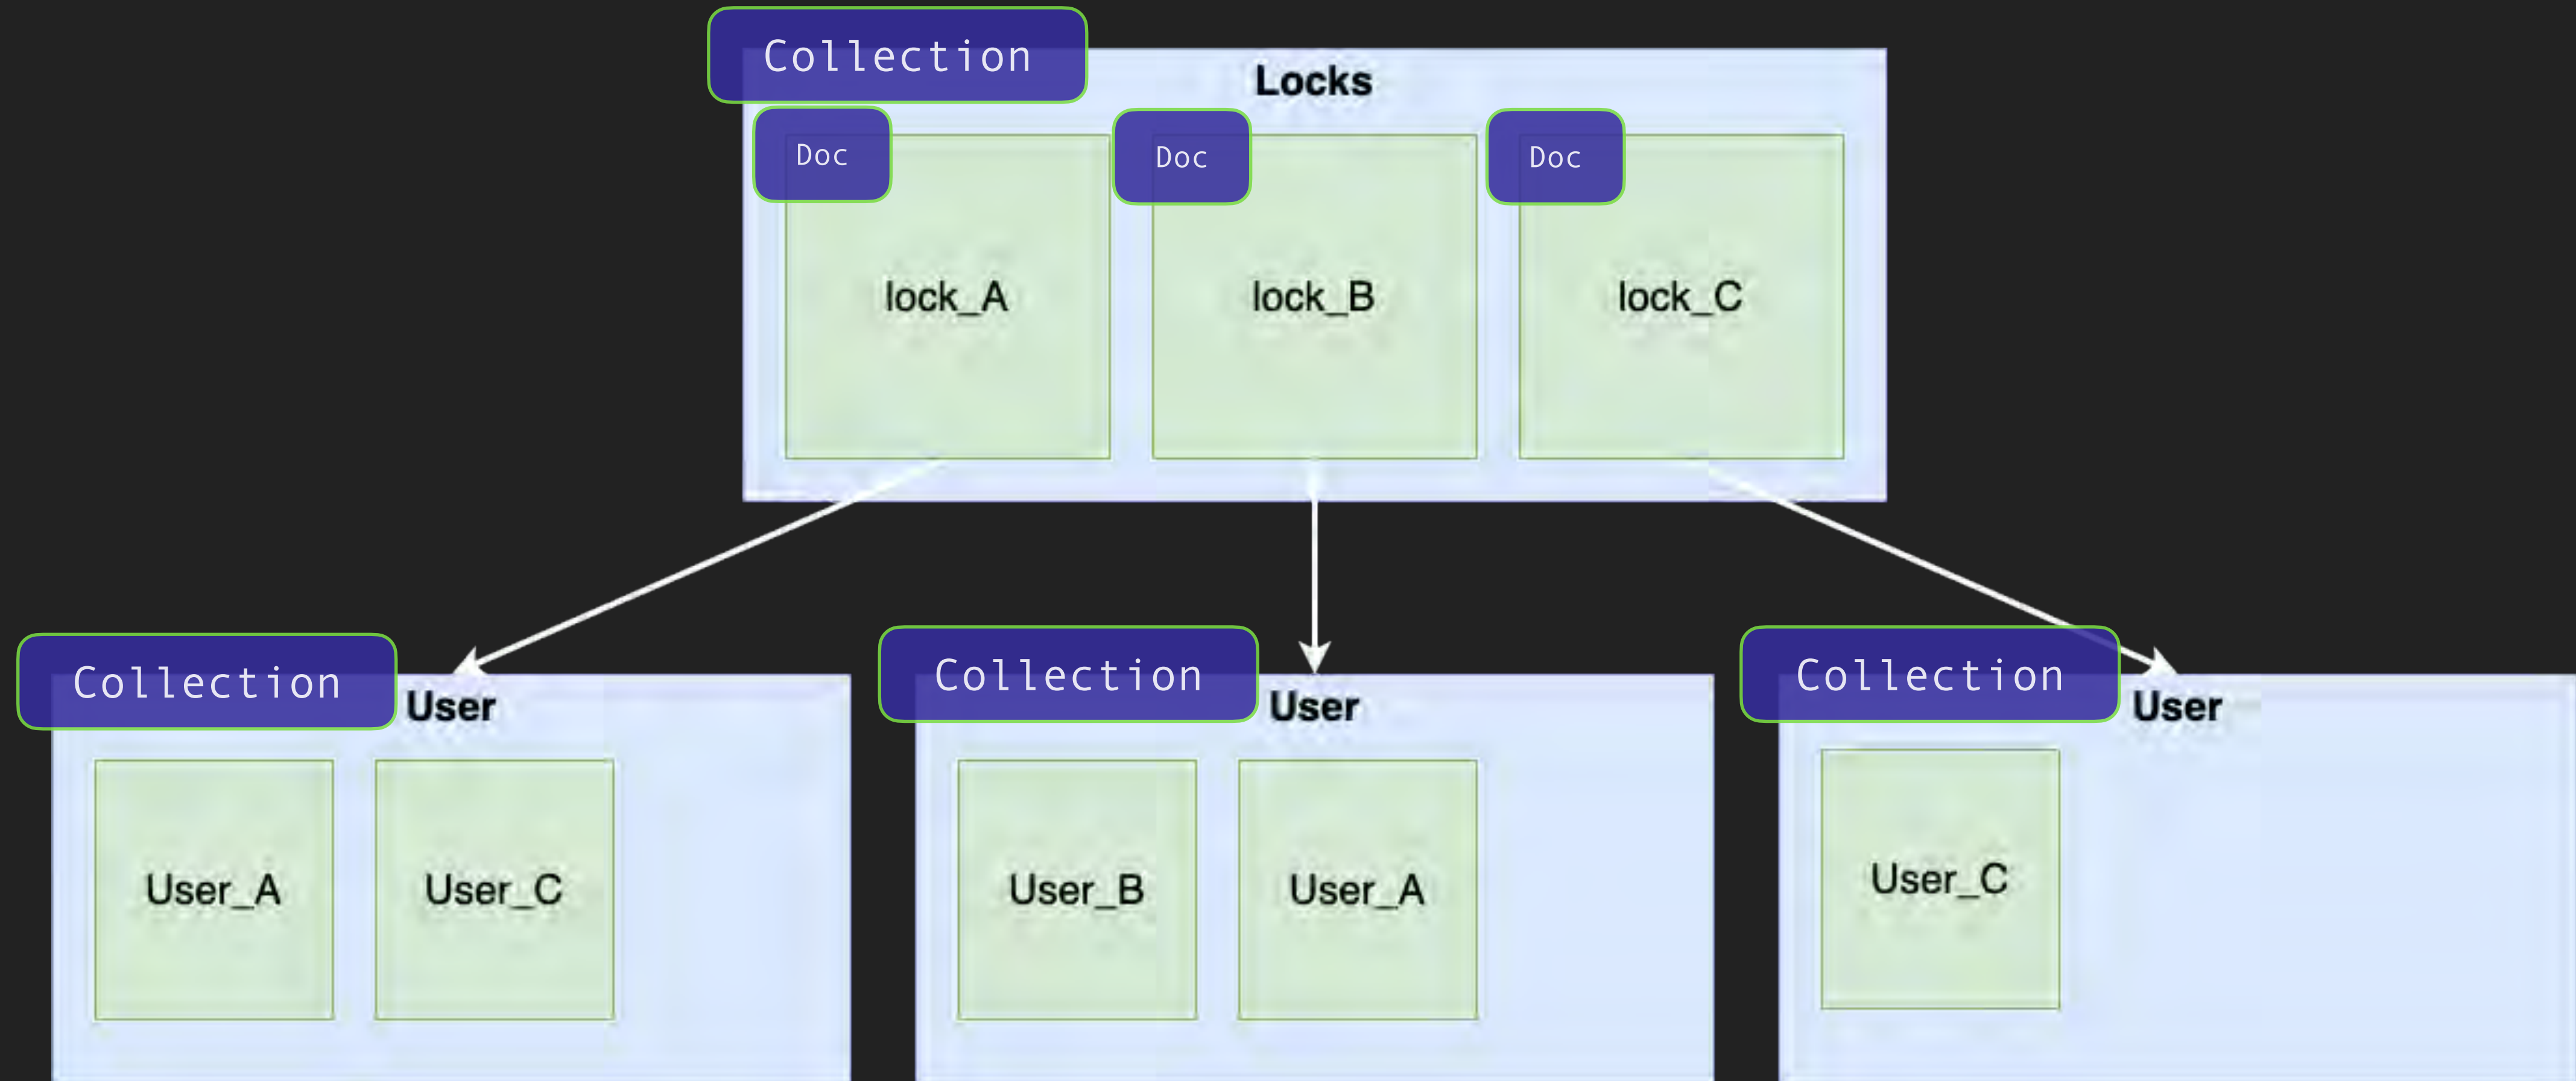 Collection
Locks
Doc
Doc
Doc
lock_A
lock_B
lock_C
Collection
User
Collection
User
Collection
User
User_A
User_C
User_B
User_A
User_C